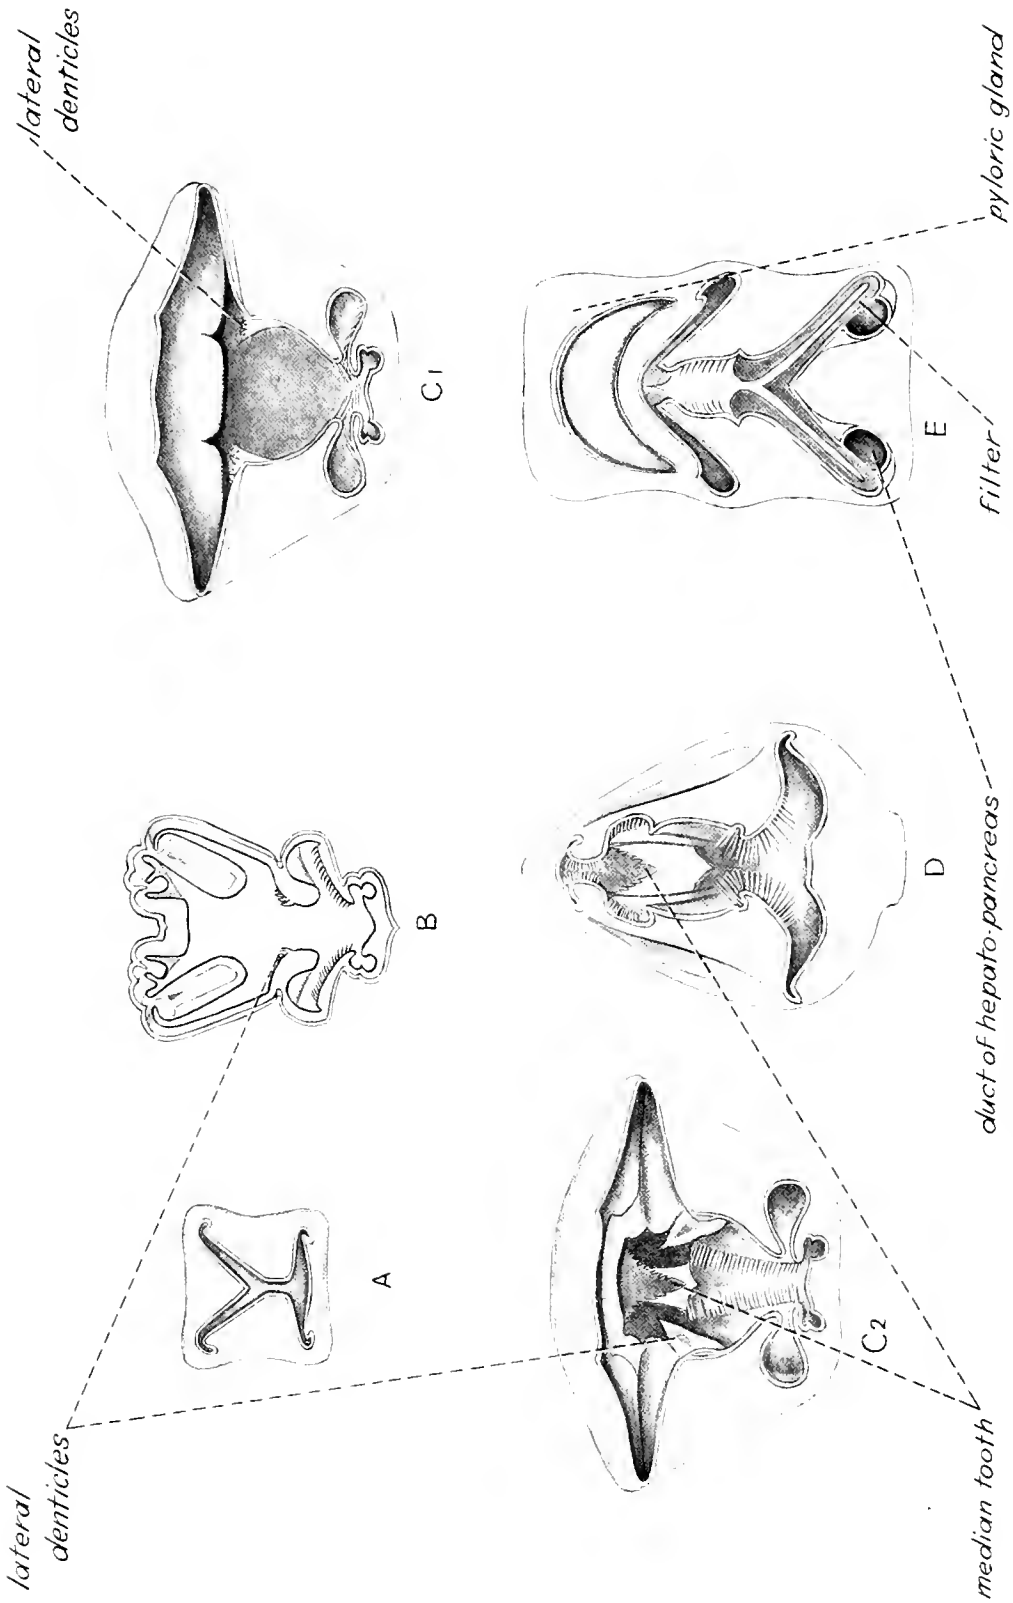 lateral
denticles
lateral
denticles
A
B
C1
C2
D
E
median tooth
duct of hepato-pancreas
filter
pyloric gland